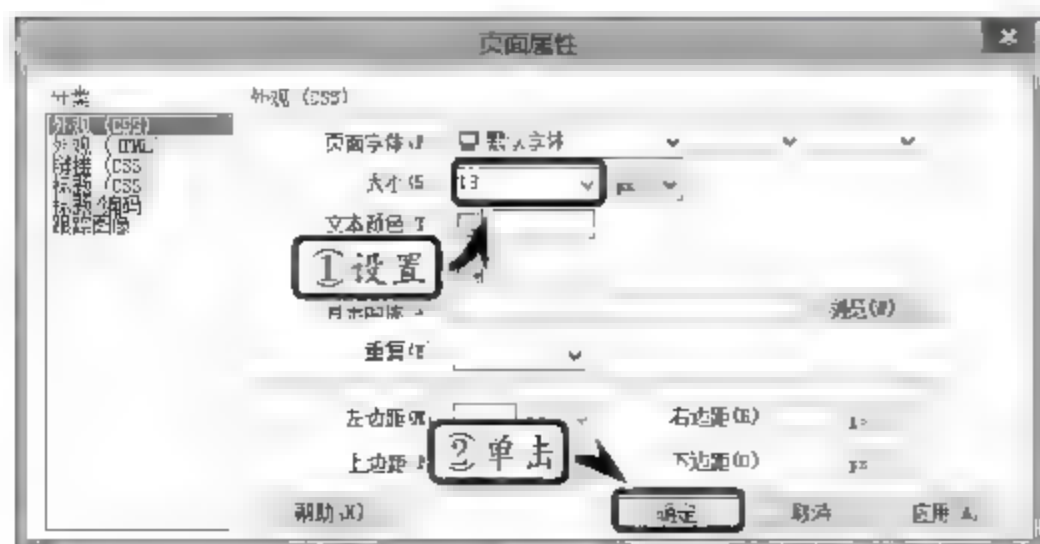 页面属性
分类
外观 (CSS)
外观 (CSS)
外观 (HTML)
链接 (CSS
标题 (CSS
标题/编码
跟踪图像
页面字体
默认字体
大小(S
px
文本颜色 T
①设置
浏览(W)
重复(E
左边距(M
右边距(R)
px
②单击
上边距
下边距(O)
px
帮助
确定
取消
应用 A